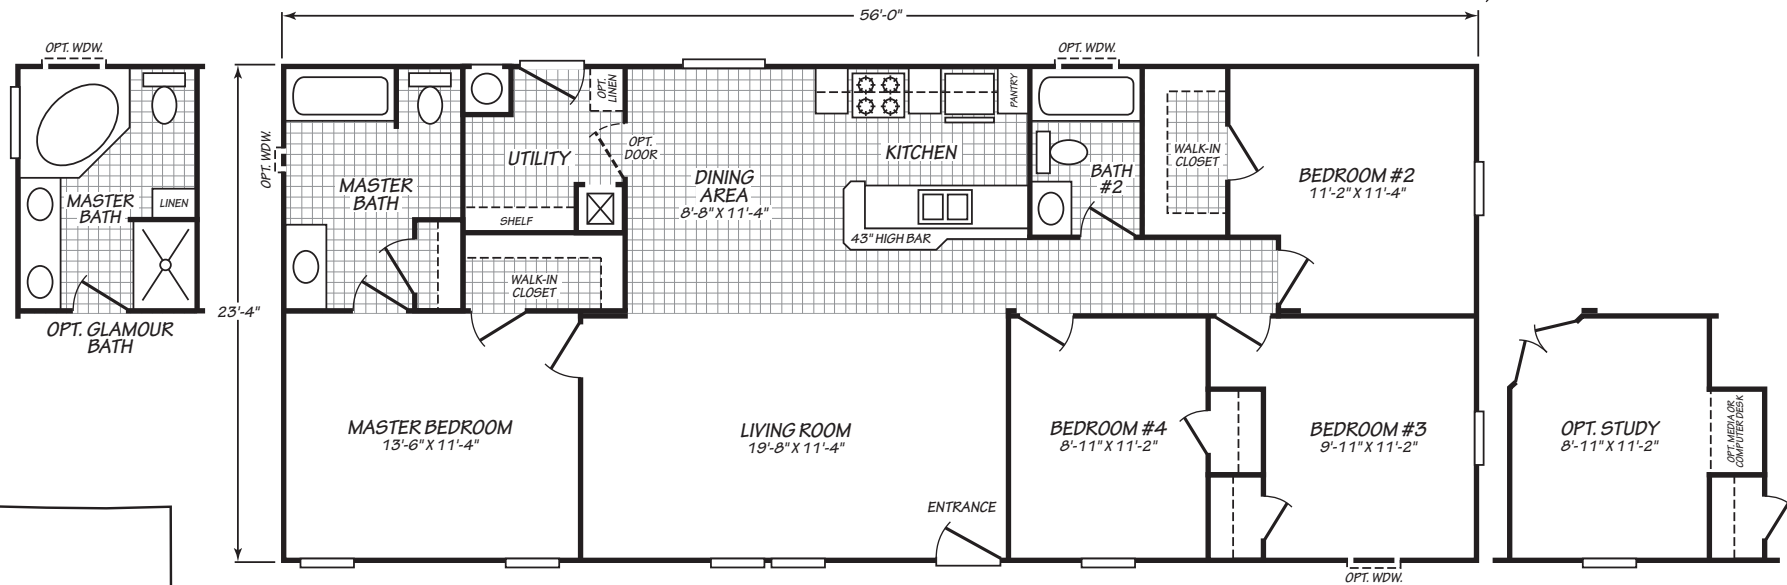 56'-0"
OPT. WDW.
OPT. WDW.
OPT.
LINEN
PANTRY
OPT. WDW.
OPT.
DOOR
UTILITY
KITCHEN
WALK-IN
CLOSET
MASTER
BATH
DINING
AREA
8'-8" X 11'-4"
BATH
#2
BEDROOM #2
11'-2" X 11'-4"
MASTER
BATH
LINEN
SHELF
43" HIGH BAR
WALK-IN
CLOSET
23'-4"
OPT. GLAMOUR
BATH
MASTER BEDROOM
13'-6" X 11'-4"
LIVING ROOM
19'-8" X 11'-4"
BEDROOM #4
8'-11" X 11'-2"
BEDROOM #3
9'-11" X 11'-2"
OPT. STUDY
8'-11" X 11'-2"
OPT. MEDIA OR
COMPUTER DESK
ENTRANCE
OPT. WDW.